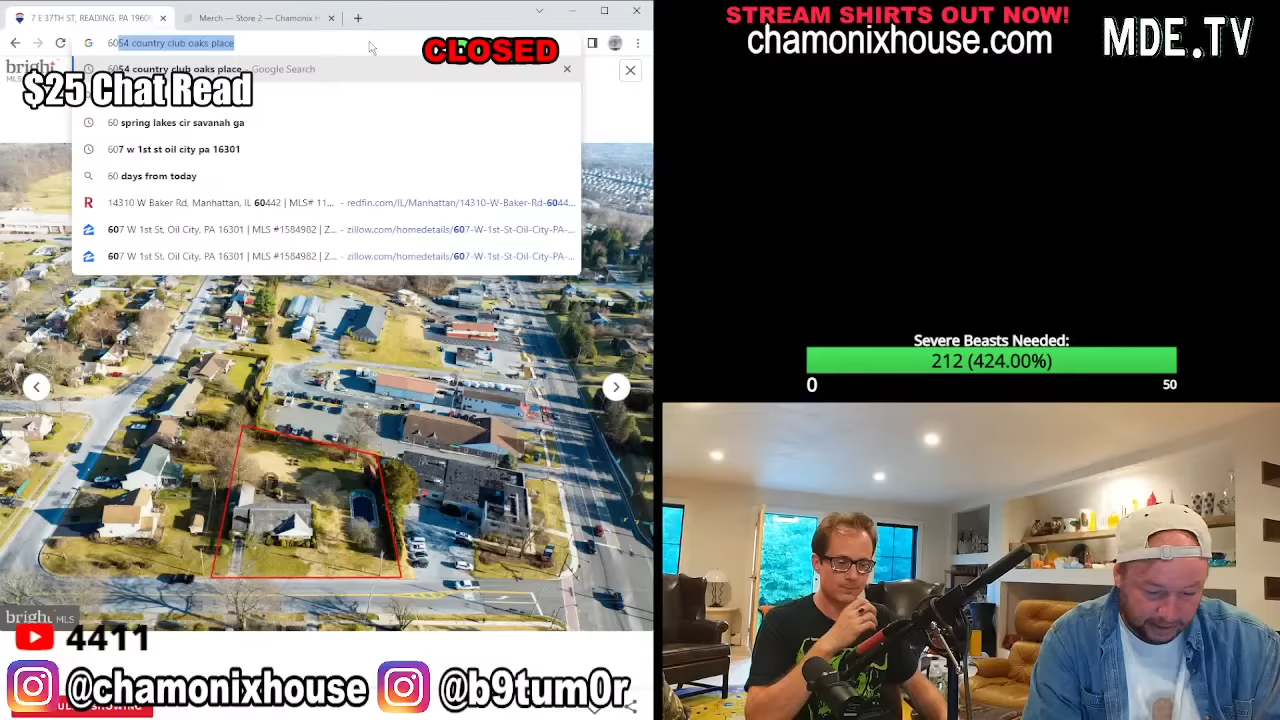 7 E 37TH ST, READING, PA 1960
Merch — Store 2 — Chamonix H
6054 country club oaks place
CLOSED
bright
MLS
6054 country club oaks place - Google Search
$25 Chat Read
60 spring lakes cir savanah ga
607 w 1st st oil city pa 16301
60 days from today
14310 W Baker Rd, Manhattan, IL 60442 | MLS# 11... - redfin.com/IL/Manhattan/14310-W-Baker-Rd-6044...
607 W 1st St, Oil City, PA 16301 | MLS #1584982 | Z... - zillow.com/homedetails/607-W-1st-St-Oil-City-PA-...
607 W 1st St, Oil City, PA 16301 | MLS #1584982 | Z... - zillow.com/homedetails/607-W-1st-St-Oil-City-PA-...
bright MLS
4411
@chamonixhouse @b9tum0r
STREAM SHIRTS OUT NOW!
chamonixhouse.com
MDE.TV
Severe Beasts Needed:
212 (424.00%)
0 50